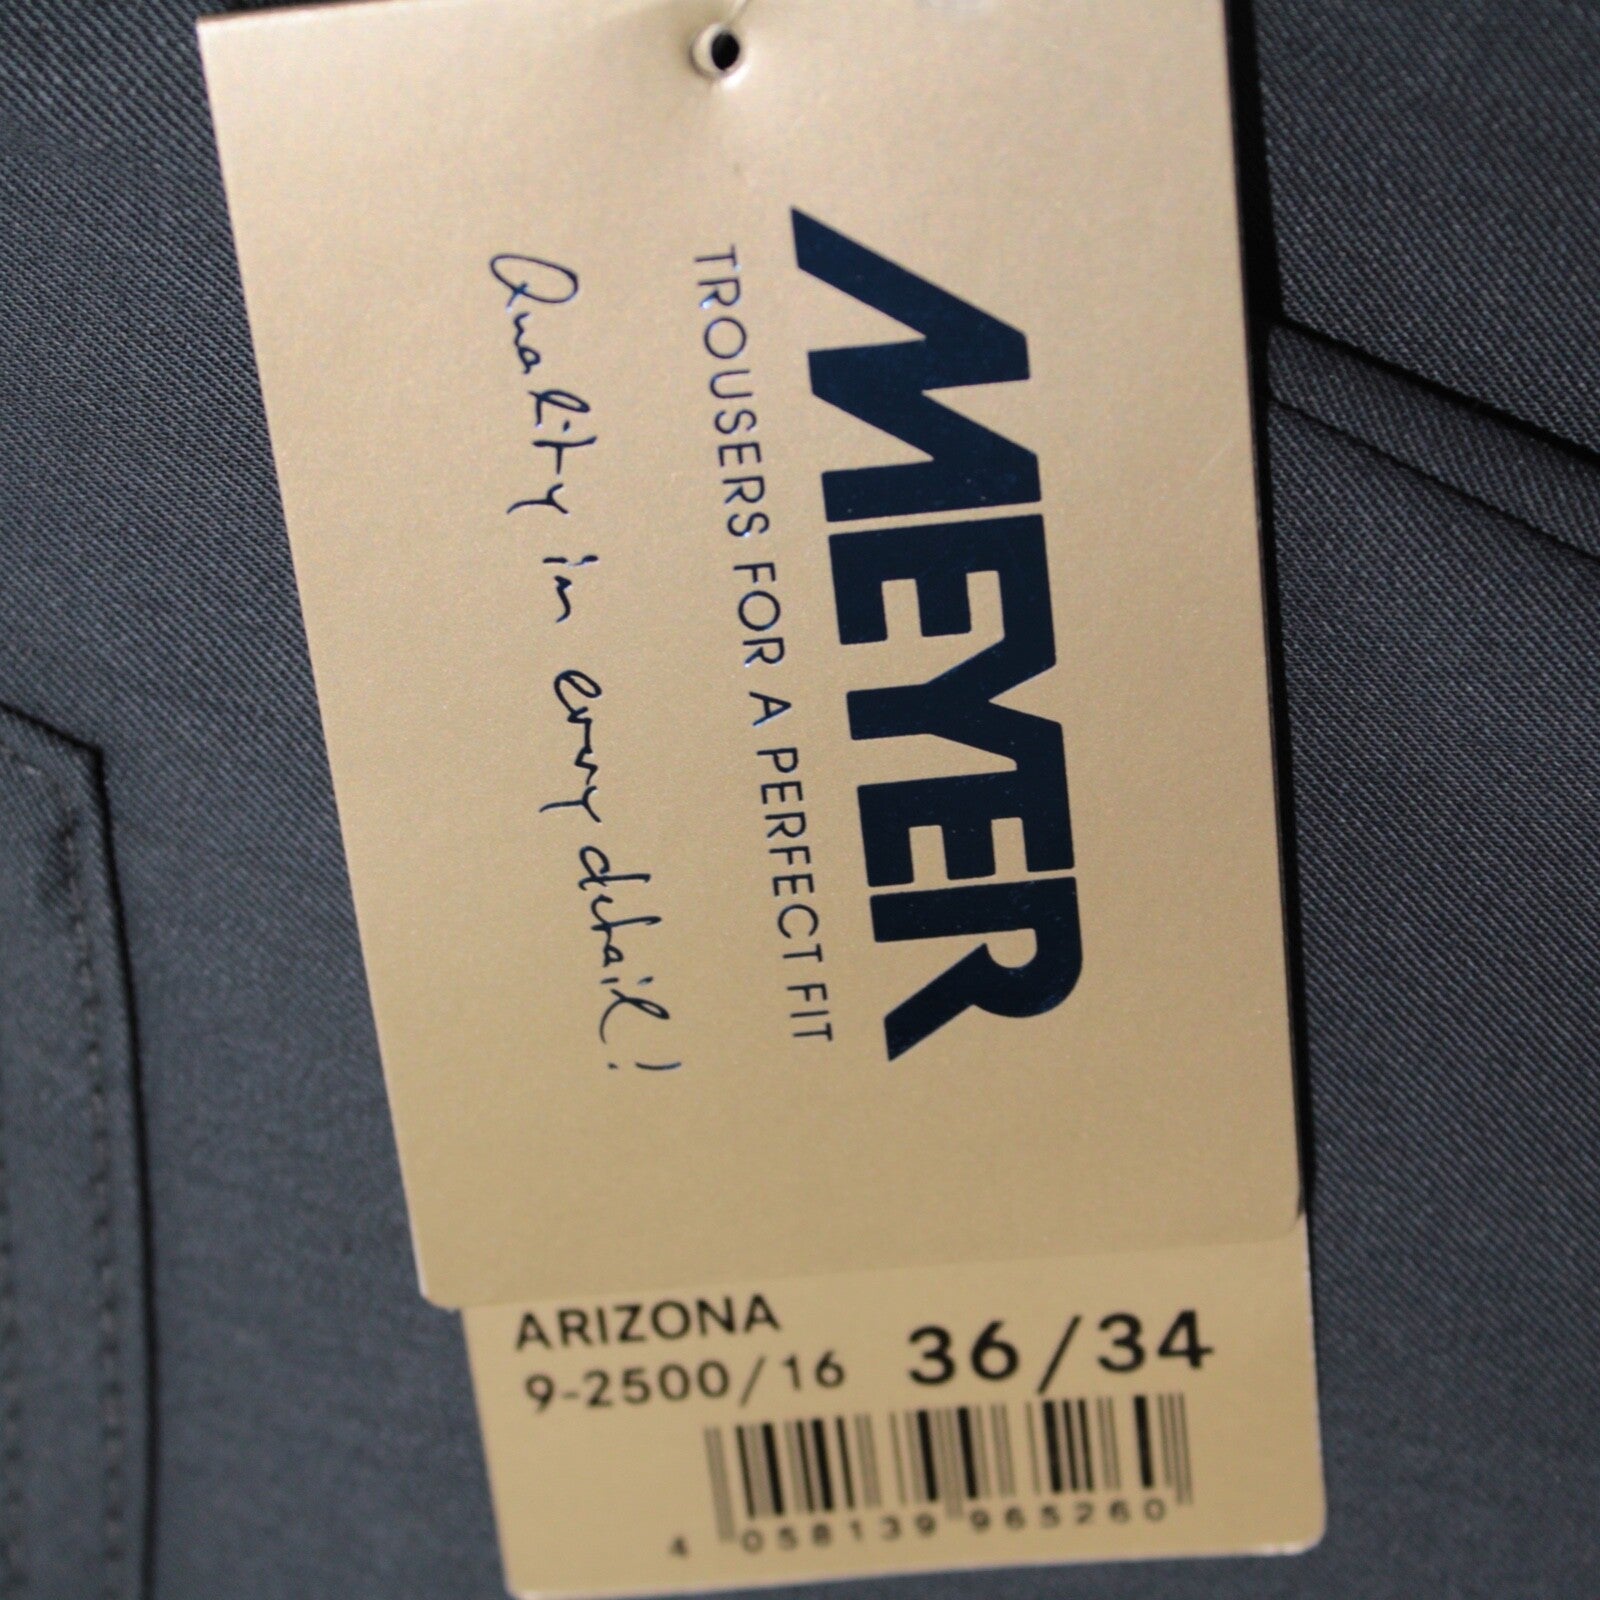 MEYER
TROUSERS FOR A PERFECT FIT
Quality in every detail!
ARIZONA
9-2500/16 36/34
4 058139 965260